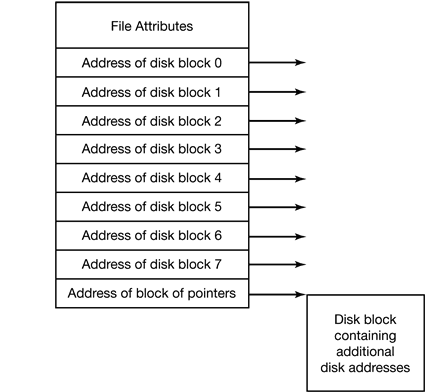 File Attributes
Address of disk block 0
Address of disk block 1
Address of disk block 2
Address of disk block 3
Address of disk block 4
Address of disk block 5
Address of disk block 6
Address of disk block 7
Address of block of pointers
Disk block
containing
additional
disk addresses